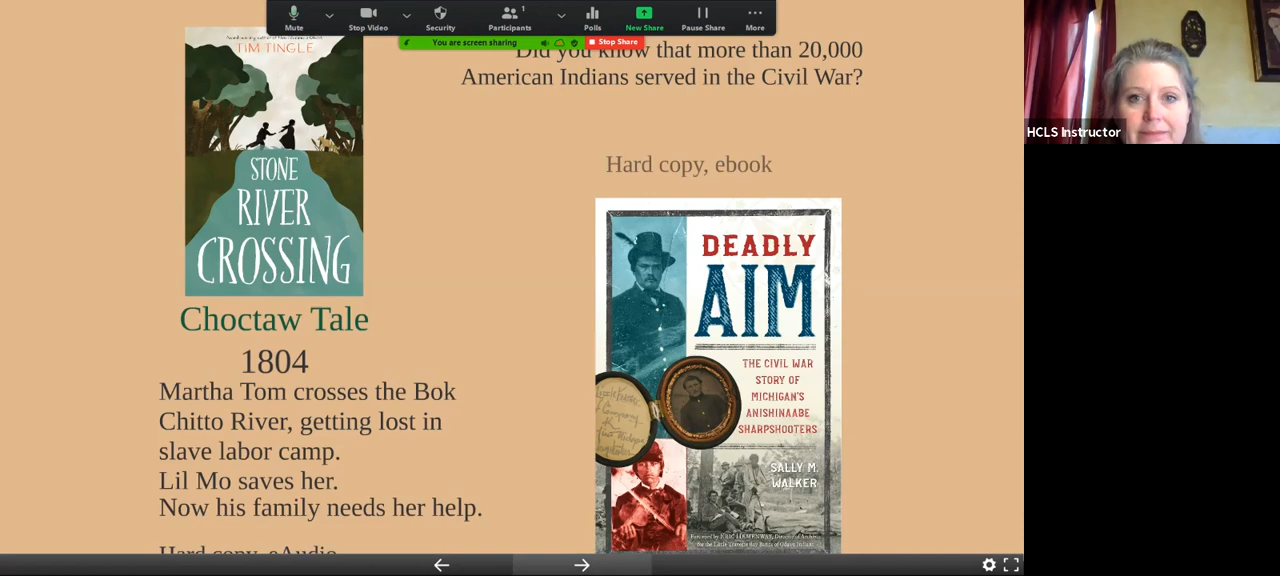 Mute
Stop Video
Security
Participants
1
Polls
New Share
Pause Share
More
You are screen sharing
Stop Share
TIM TINGLE
STONE
RIVER
CROSSING
Choctaw Tale
1804
Martha Tom crosses the Bok
Chitto River, getting lost in
slave labor camp.
Lil Mo saves her.
Now his family needs her help.
Hard copy, eAudio
Did you know that more than 20,000
American Indians served in the Civil War?
Hard copy, ebook
DEADLY
AIM
THE CIVIL WAR
STORY OF
MICHIGAN'S
ANISHINAABE
SHARPSHOOTERS
SALLY M.
WALKER
HCLS Instructor